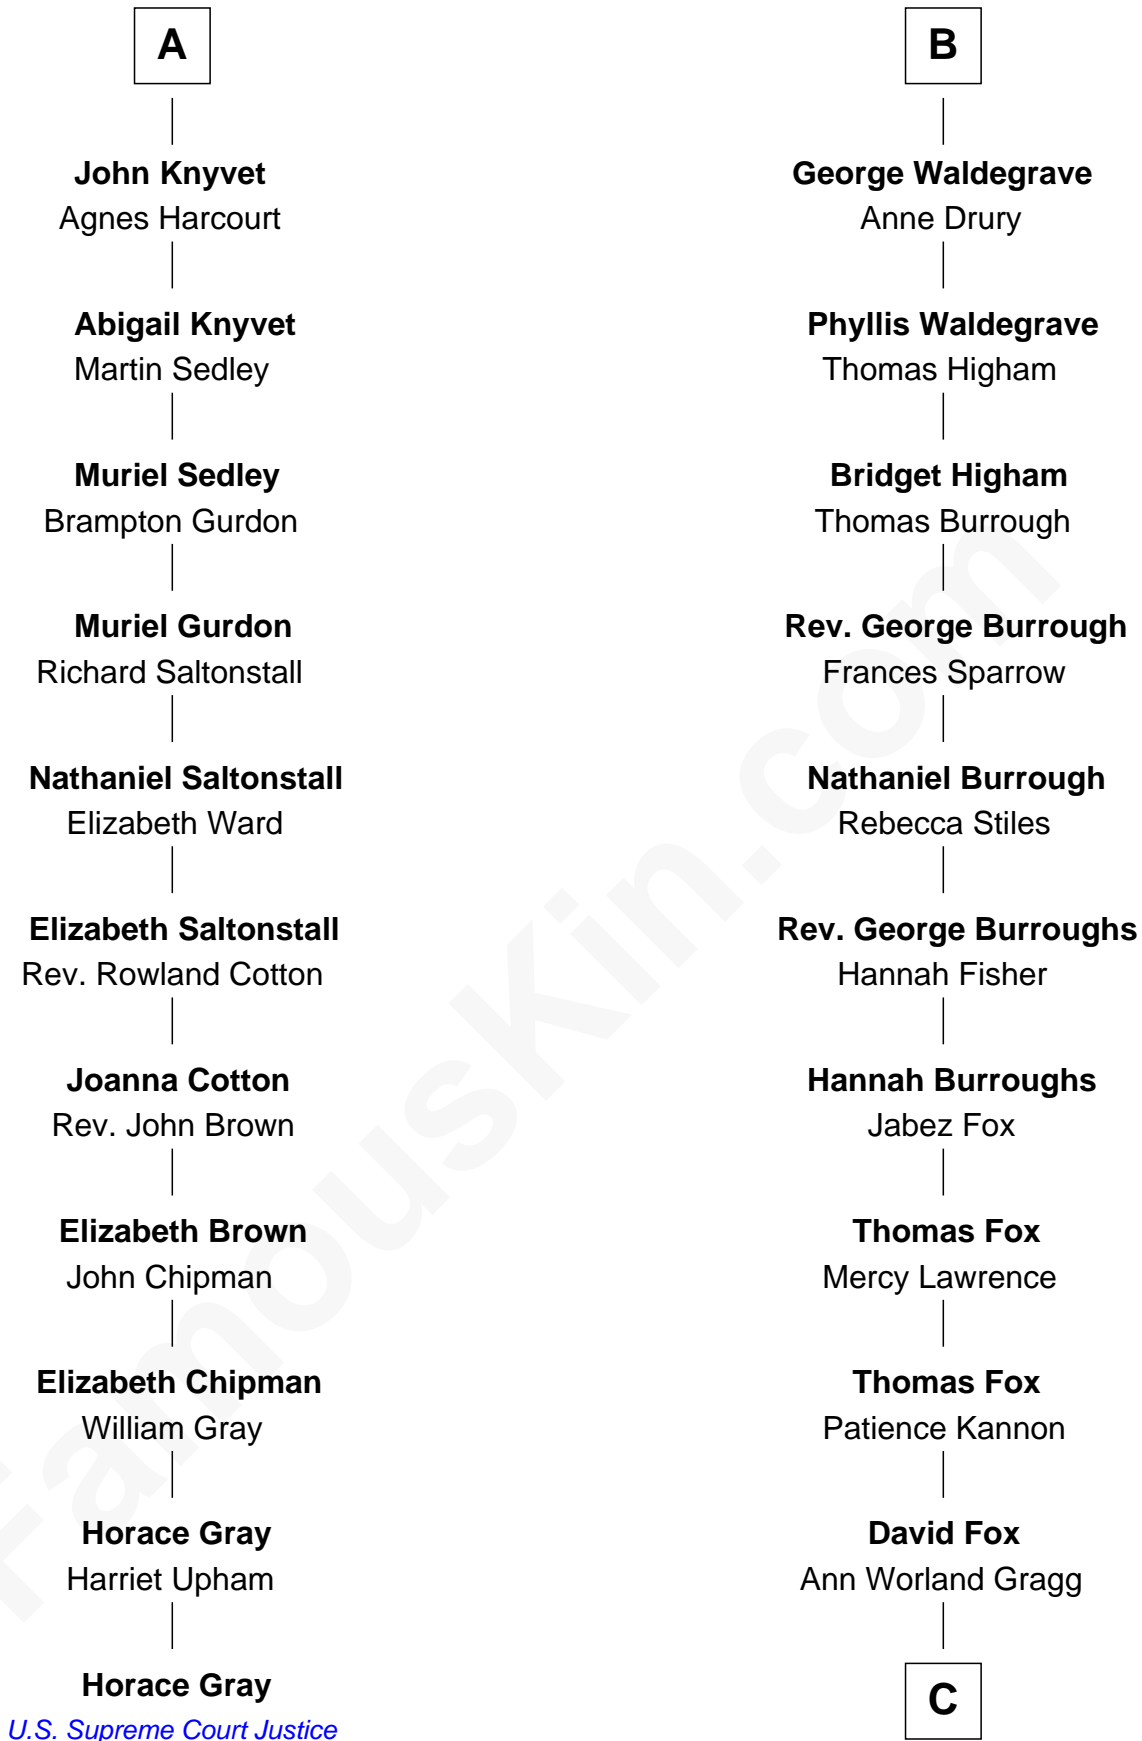 A
John Knyvet
Agnes Harcourt
Abigail Knyvet
Martin Sedley
Muriel Sedley
Brampton Gurdon
Muriel Gurdon
Richard Saltonstall
Nathaniel Saltonstall
Elizabeth Ward
Elizabeth Saltonstall
Rev. Rowland Cotton
Joanna Cotton
Rev. John Brown
Elizabeth Brown
John Chipman
Elizabeth Chipman
William Gray
Horace Gray
Harriet Upham
Horace Gray
U.S. Supreme Court Justice
B
George Waldegrave
Anne Drury
Phyllis Waldegrave
Thomas Higham
Bridget Higham
Thomas Burrough
Rev. George Burrough
Frances Sparrow
Nathaniel Burrough
Rebecca Stiles
Rev. George Burroughs
Hannah Fisher
Hannah Burroughs
Jabez Fox
Thomas Fox
Mercy Lawrence
Thomas Fox
Patience Kannon
David Fox
Ann Worland Gragg
C
FamousKin.com